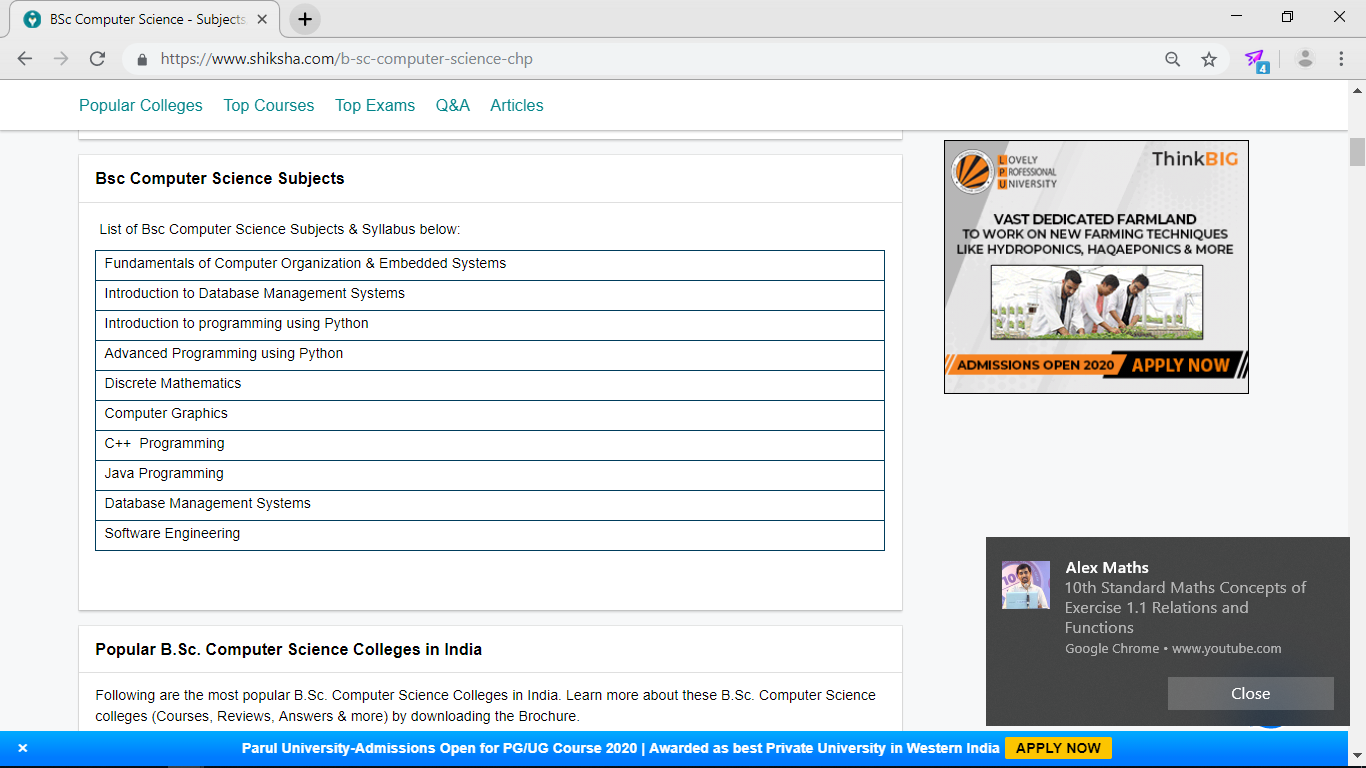 BSc Computer Science - Subjects
https://www.shiksha.com/b-sc-computer-science-chp
4
Popular Colleges Top Courses Top Exams Q&A Articles
Bsc Computer Science Subjects
List of Bsc Computer Science Subjects & Syllabus below:
Fundamentals of Computer Organization & Embedded Systems
Introduction to Database Management Systems
Introduction to programming using Python
Advanced Programming using Python
Discrete Mathematics
Computer Graphics
C++ Programming
Java Programming
Database Management Systems
Software Engineering
Popular B.Sc. Computer Science Colleges in India
Following are the most popular B.Sc. Computer Science Colleges in India. Learn more about these B.Sc. Computer Science
colleges (Courses, Reviews, Answers & more) by downloading the Brochure.
LOVELY
PROFESSIONAL
UNIVERSITY
ThinkBIG
VAST DEDICATED FARMLAND
TO WORK ON NEW FARMING TECHNIQUES
LIKE HYDROPONICS, HAQAEPONICS & MORE
ADMISSIONS OPEN 2020 APPLY NOW
Alex Maths
10th Standard Maths Concepts of
Exercise 1.1 Relations and
Functions
Google Chrome • www.youtube.com
Close
Parul University-Admissions Open for PG/UG Course 2020 | Awarded as best Private University in Western India APPLY NOW